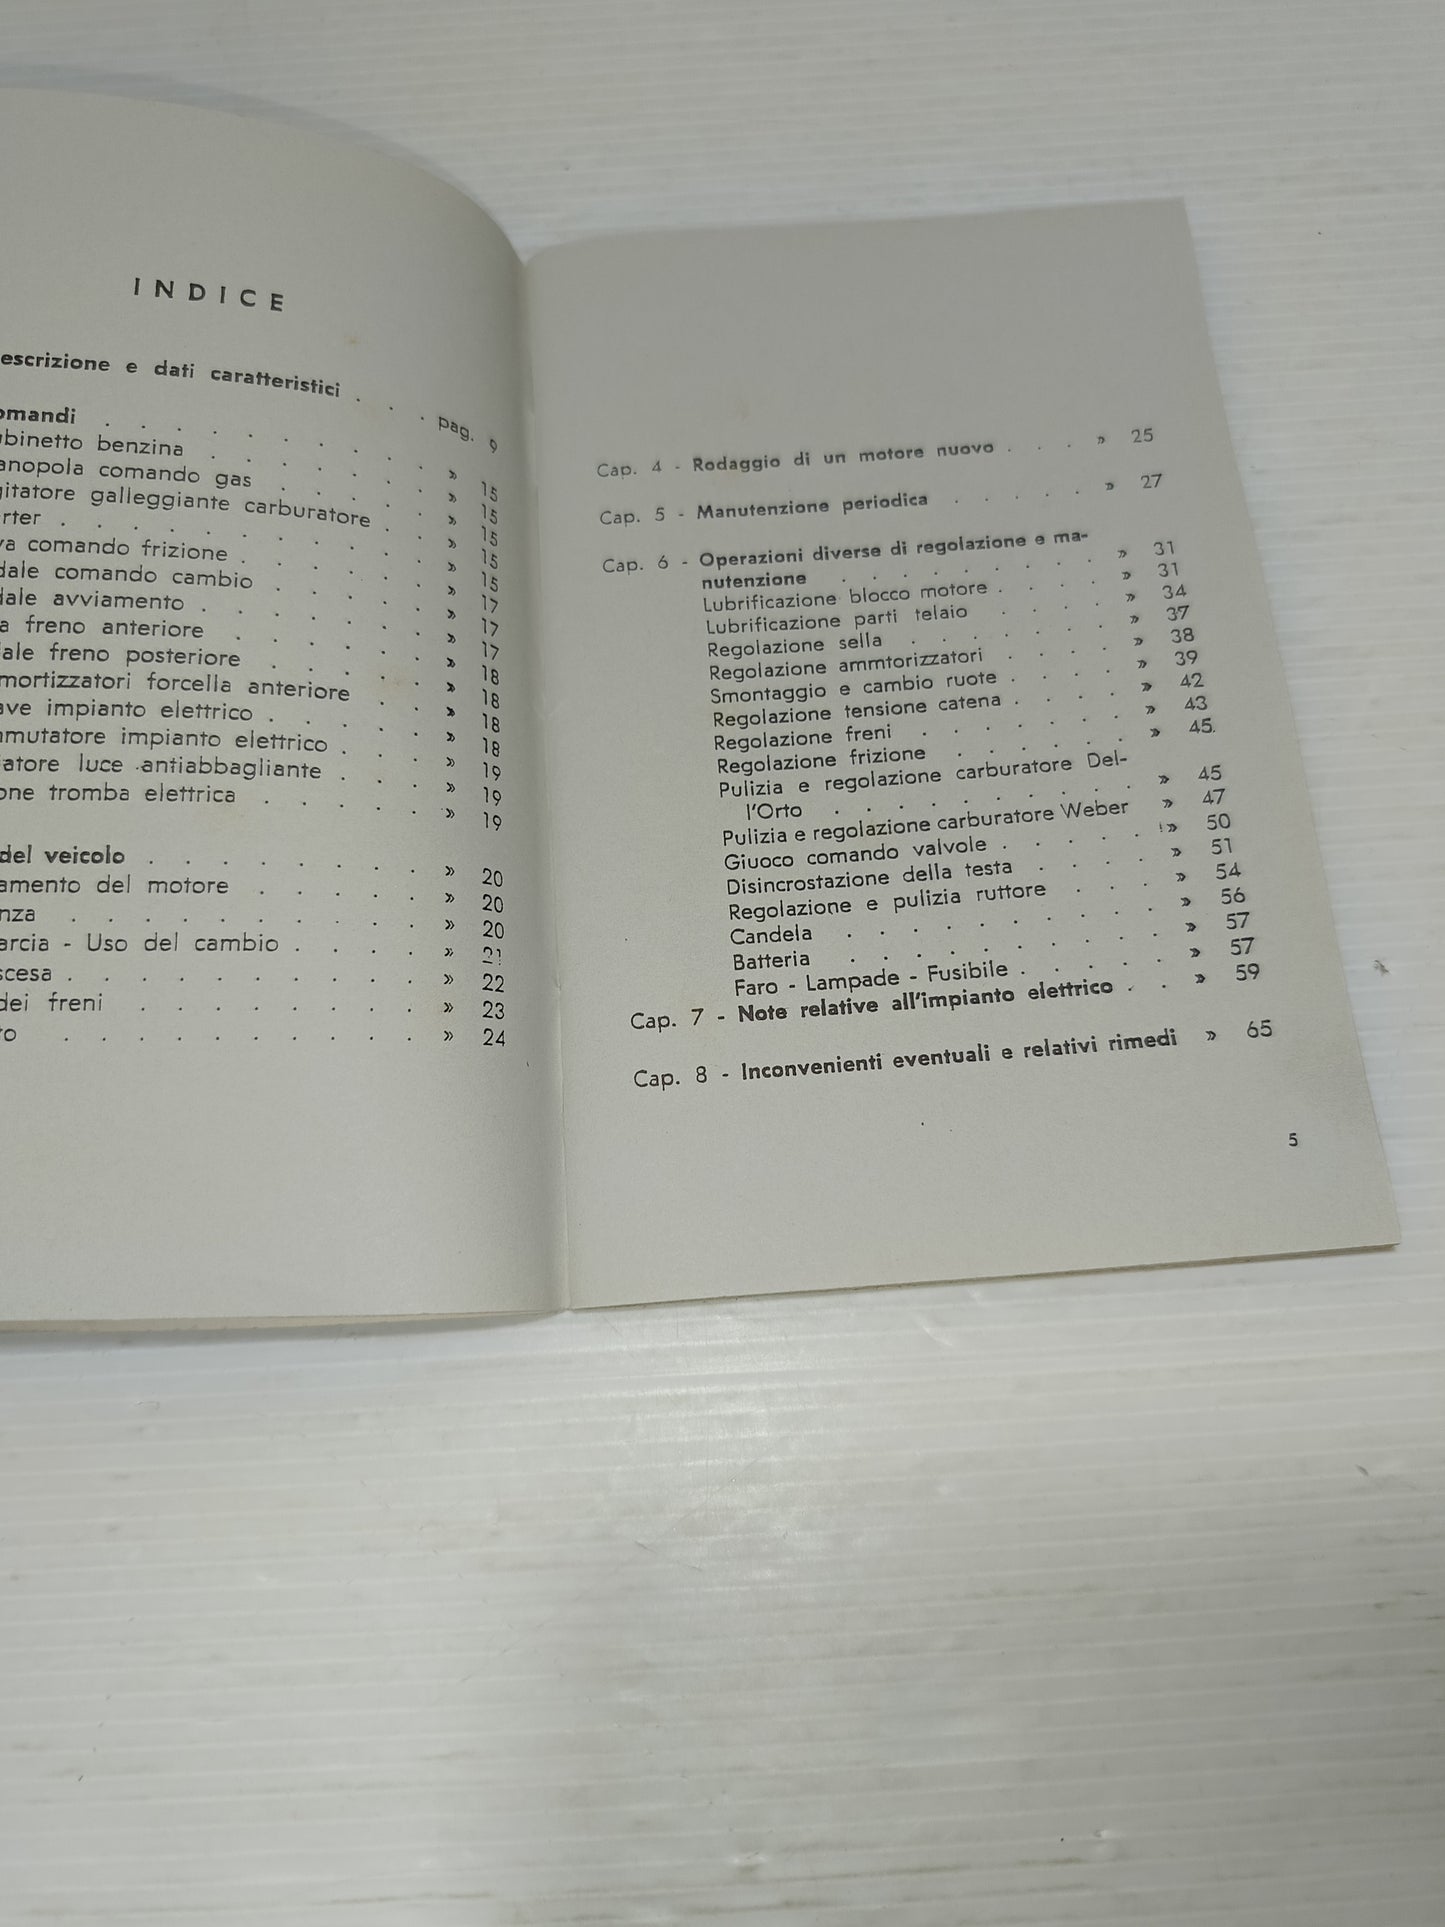 INDICE
escrizione e dati caratteristici . . . pag. 9
omandi . . . . . . . . » 15
binetto benzina . . . . . . » 15
anopola comando gas . . . . . » 15
gitatore galleggiante carburatore . . » 15
rter . . . . . . . . . » 15
va comando frizione . . . . . » 17
dale comando cambio . . . . . » 17
dale avviamento . . . . . . » 17
a freno anteriore . . . . . » 18
ale freno posteriore . . . . . » 18
mortizzatori forcella anteriore . . » 18
ave impianto elettrico . . . . . » 18
mmutatore impianto elettrico . . . » 19
atore luce antiabbagliante . . . » 19
one tromba elettrica . . . . . » 19
del veicolo . . . . . . . . » 20
amento del motore . . . . . » 20
nza . . . . . . . . . » 20
arcia - Uso del cambio . . . . » 21
scesa . . . . . . . . . » 22
dei freni . . . . . . . . » 23
to . . . . . . . . . . » 24
Cap. 4 - Rodaggio di un motore nuovo . . . » 25
Cap. 5 - Manutenzione periodica . . . . . » 27
Cap. 6 - Operazioni diverse di regolazione e ma-
nutenzione . . . . . . . . . » 31
Lubrificazione blocco motore . . . . » 31
Lubrificazione parti telaio . . . . » 34
Regolazione sella . . . . . . » 37
Regolazione ammtorizzatori . . . . » 38
Smontaggio e cambio ruote . . . . » 39
Regolazione tensione catena . . . . » 42
Regolazione freni . . . . . . » 43
Regolazione frizione . . . . . » 45.
Pulizia e regolazione carburatore Del-
l'Orto . . . . . . . . . » 45
Pulizia e regolazione carburatore Weber » 47
Giuoco comando valvole . . . . . » 50
Disincrostazione della testa . . . . » 51
Regolazione e pulizia ruttore . . . » 54
Candela . . . . . . . . . » 56
Batteria . . . . . . . . . » 57
Faro - Lampade - Fusibile . . . . . » 57
Cap. 7 - Note relative all'impianto elettrico . . » 59
Cap. 8 - Inconvenienti eventuali e relativi rimedi » 65
5